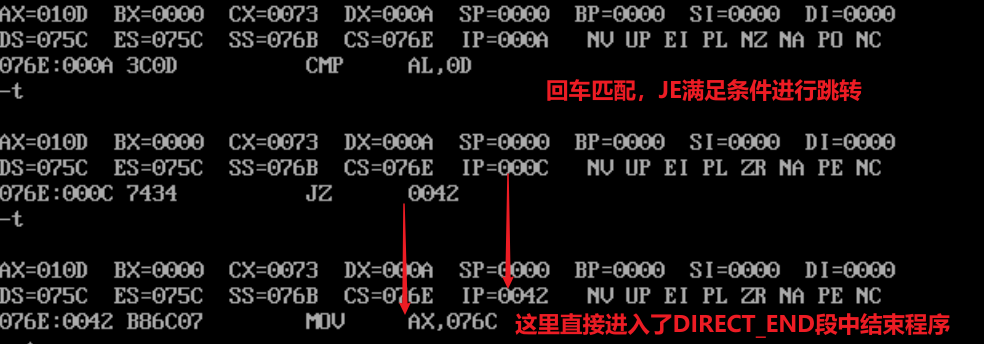 AX=010D BX=0000 CX=0073 DX=000A SP=0000 BP=0000 SI=0000 DI=0000
DS=075C ES=075C SS=076B CS=076E IP=000A NV UP EI PL NZ NA PO NC
076E:000A 3C0D CMP AL,0D
-t
回车匹配，JE满足条件进行跳转
AX=010D BX=0000 CX=0073 DX=000A SP=0000 BP=0000 SI=0000 DI=0000
DS=075C ES=075C SS=076B CS=076E IP=000C NV UP EI PL ZR NA PE NC
076E:000C 7434 JZ 0042
-t
AX=010D BX=0000 CX=0073 DX=000A SP=0000 BP=0000 SI=0000 DI=0000
DS=075C ES=075C SS=076B CS=076E IP=0042 NV UP EI PL ZR NA PE NC
076E:0042 B86C07 MOV AX,076C 这里直接进入了DIRECT_END段中结束程序